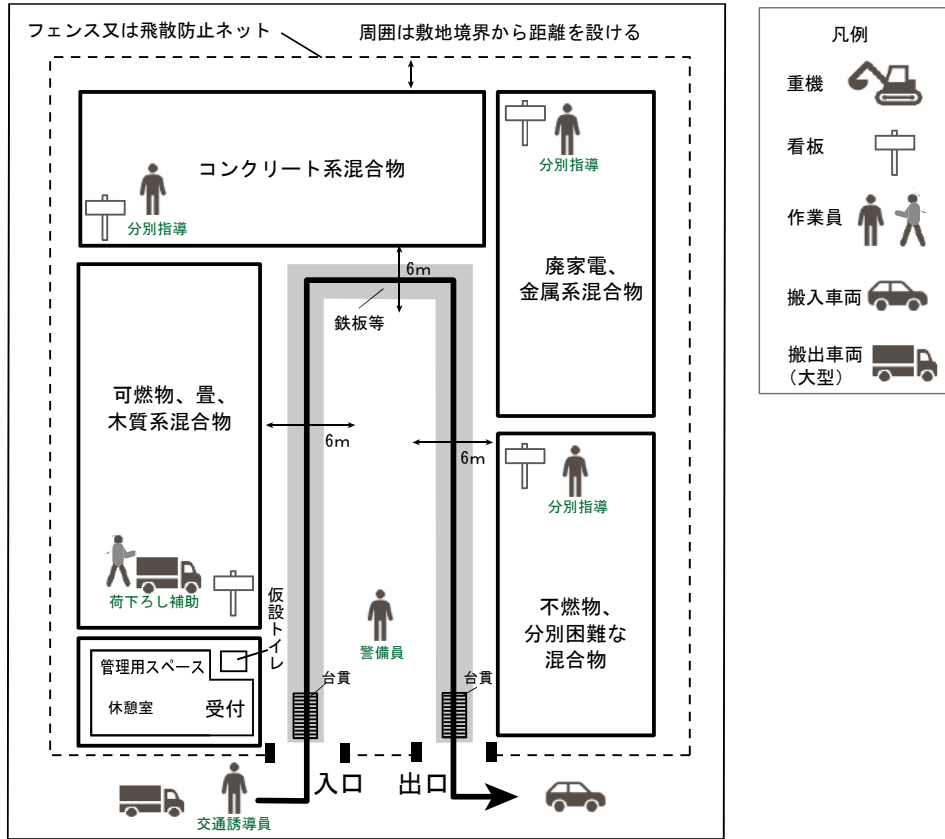 フェンス又は飛散防止ネット
周囲は敷地境界から距離を設ける
コンクリート系混合物
分別指導
分別指導
廃家電、
金属系混合物
6m
鉄板等
可燃物、畳、
木質系混合物
6m
6m
分別指導
荷下ろし補助
仮設トイレ
不燃物、
分別困難な
混合物
警備員
管理用スペース
休憩室
受付
台貫
台貫
入口
出口
交通誘導員
凡例
重機
看板
作業員
搬入車両
搬出車両
（大型）